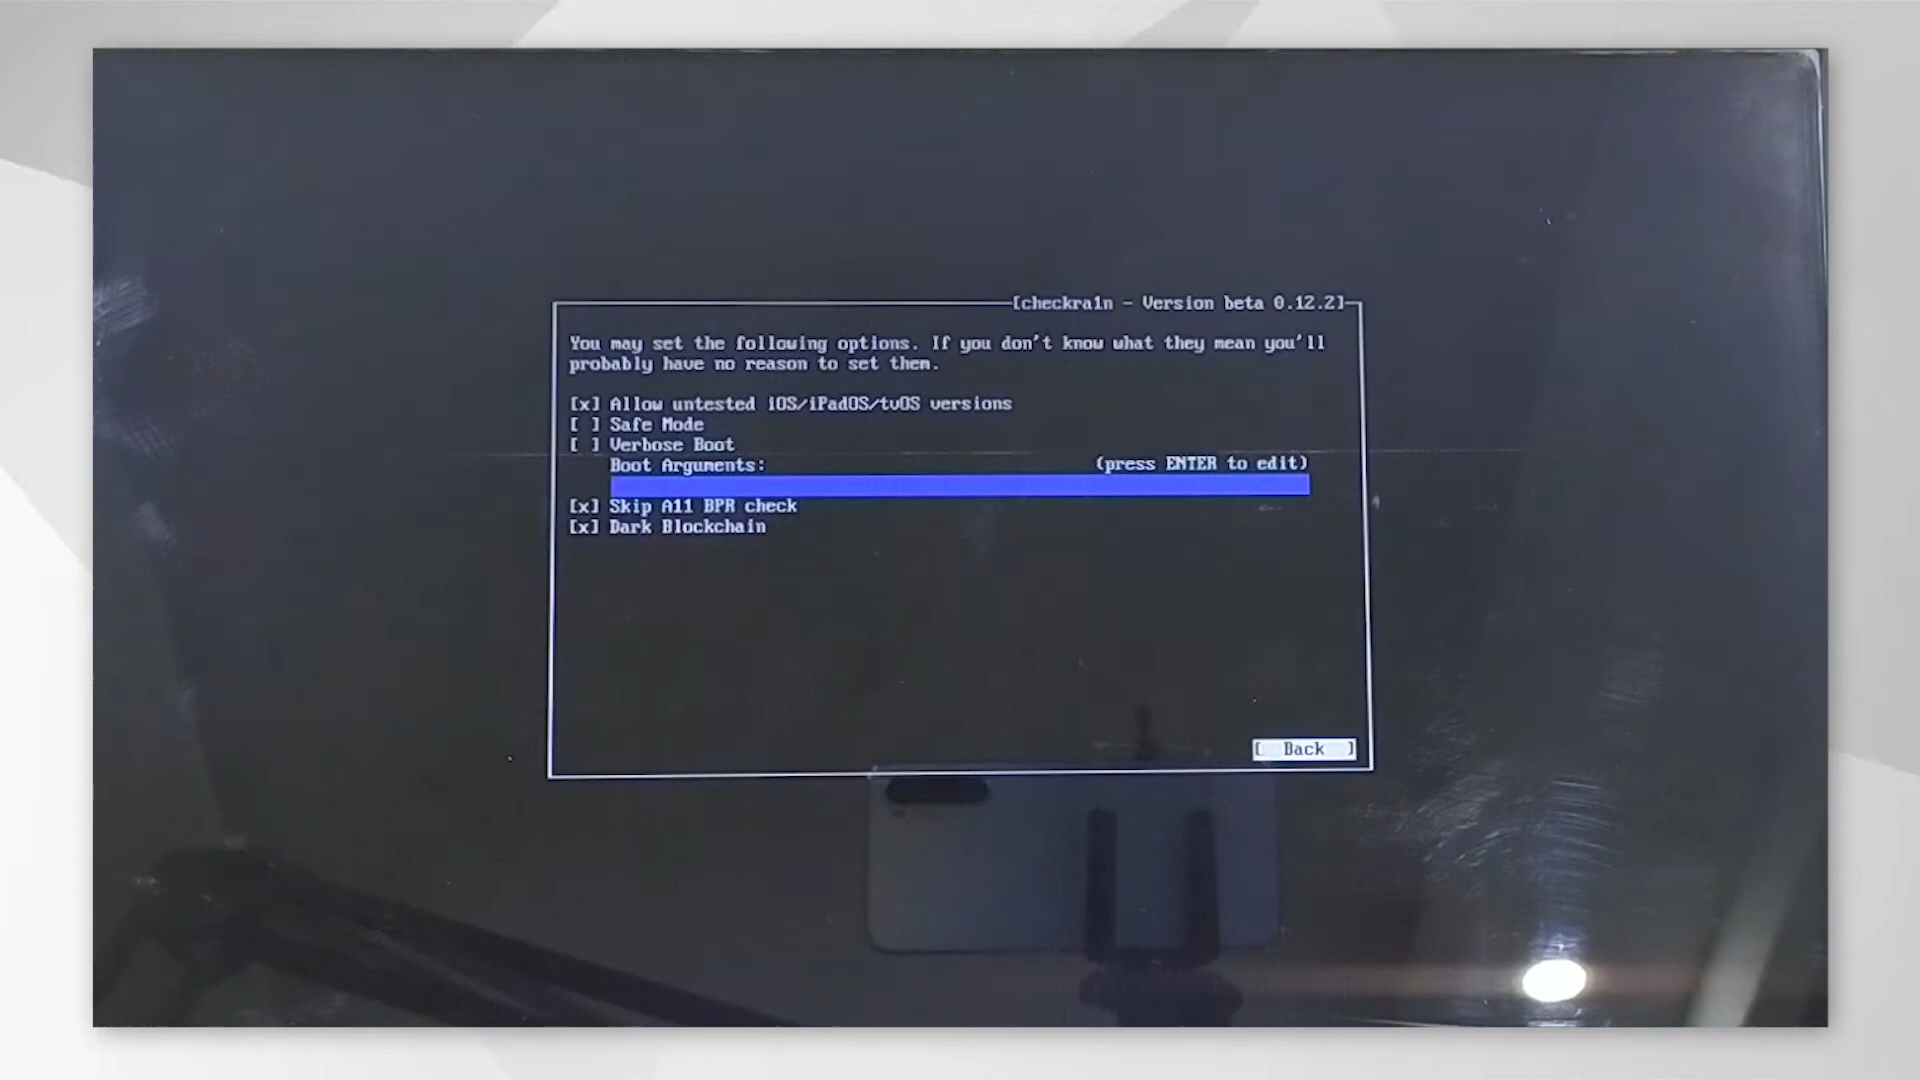 [checkra1n - Version beta 0.12.2]
You may set the following options. If you don't know what they mean you'll
probably have no reason to set them.
[x] Allow untested iOS/iPadOS/tvOS versions
[ ] Safe Mode
[ ] Verbose Boot
Boot Arguments: (press ENTER to edit)
[x] Skip A11 BPR check
[x] Dark Blockchain
[ Back ]